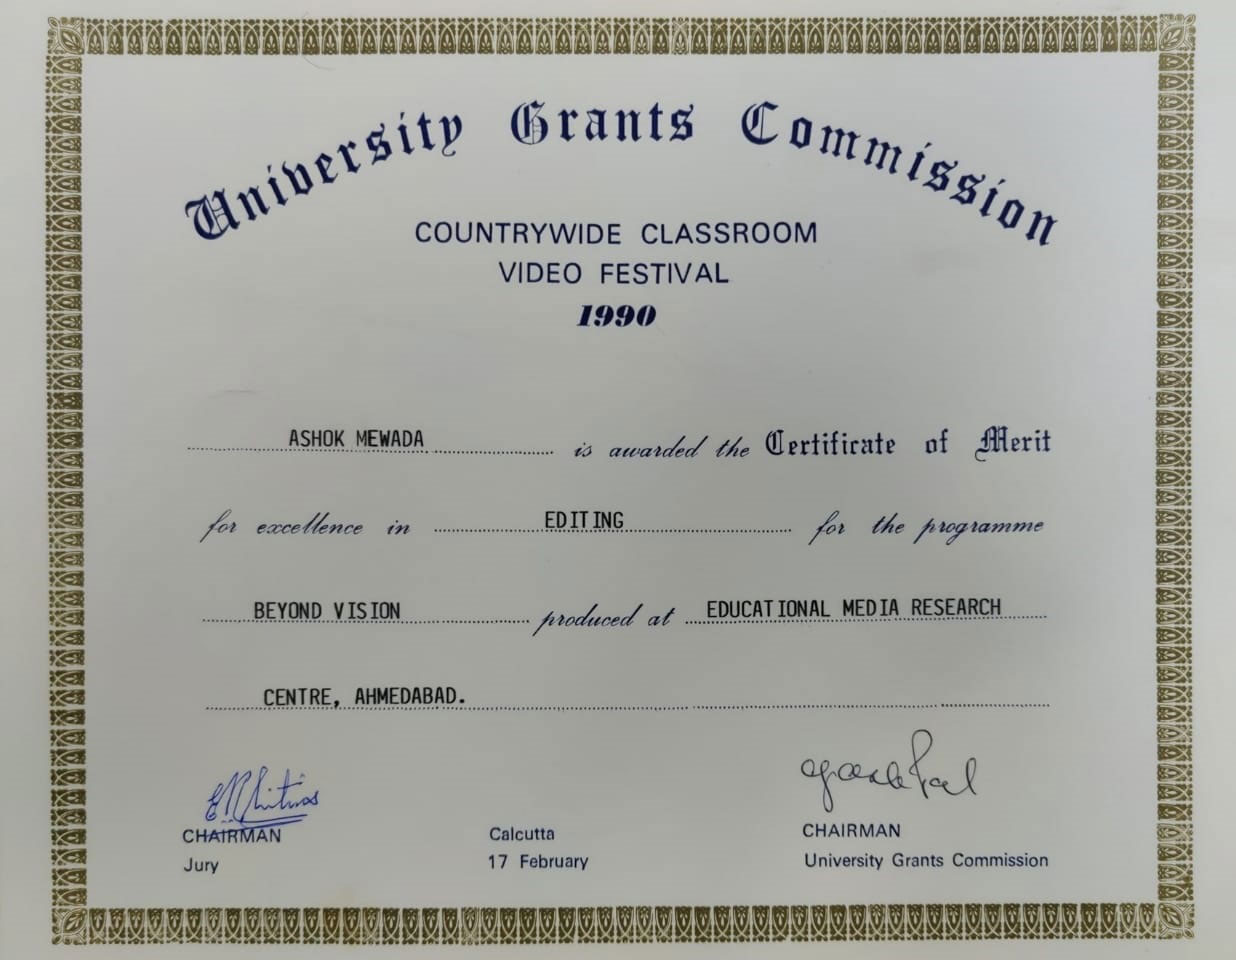 University Grants Commission
COUNTRYWIDE CLASSROOM
VIDEO FESTIVAL
1990
ASHOK MEWADA is awarded the Certificate of Merit
for excellence in EDITING for the programme
BEYOND VISION produced at EDUCATIONAL MEDIA RESEARCH
CENTRE, AHMEDABAD.
CHAIRMAN Calcutta CHAIRMAN
Jury 17 February University Grants Commission